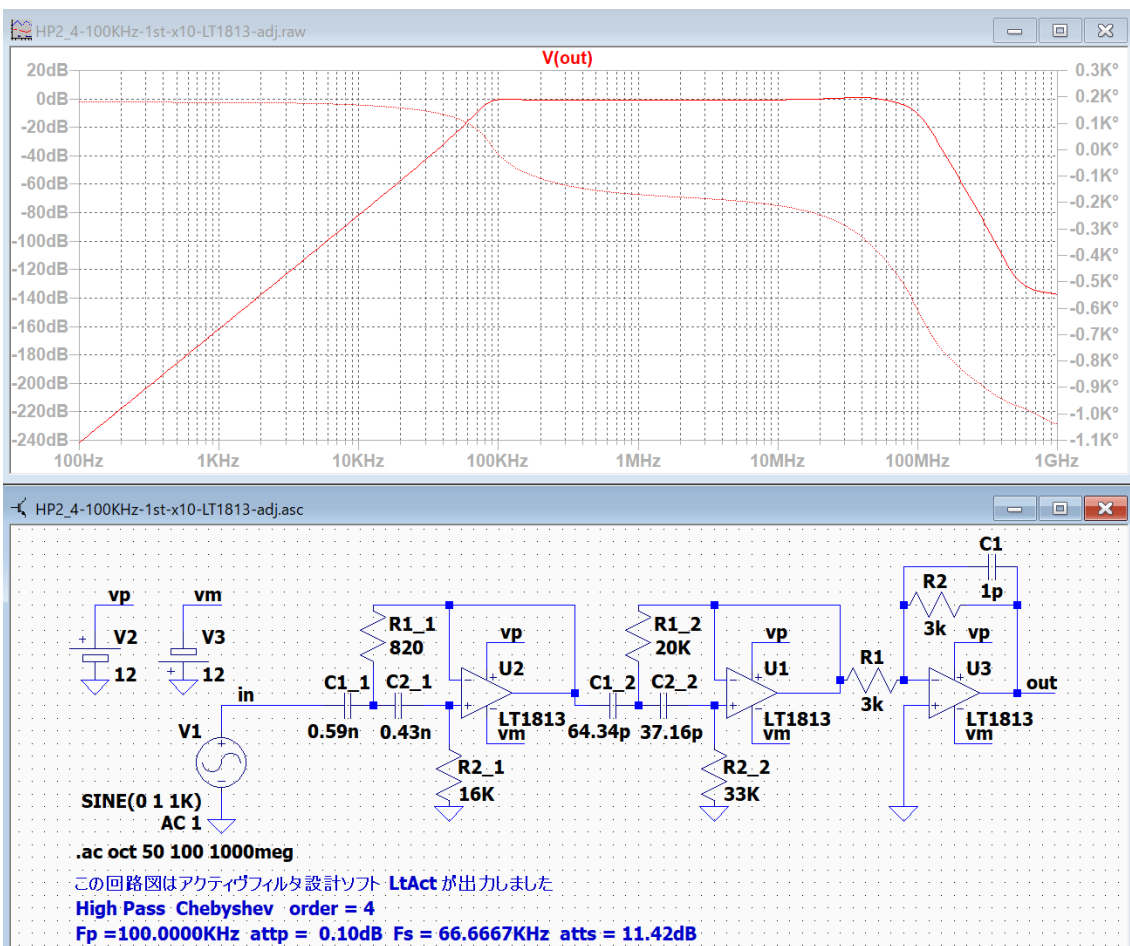 HP2_4-100KHz-1st-x10-LT1813-adj.raw
V(out)
20dB
0dB
-20dB
-40dB
-60dB
-80dB
-100dB
-120dB
-140dB
-160dB
-180dB
-200dB
-220dB
-240dB
0.3K°
0.2K°
0.1K°
0.0K°
-0.1K°
-0.2K°
-0.3K°
-0.4K°
-0.5K°
-0.6K°
-0.7K°
-0.8K°
-0.9K°
-1.0K°
-1.1K°
100Hz 1KHz 10KHz 100KHz 1MHz 10MHz 100MHz 1GHz
HP2_4-100KHz-1st-x10-LT1813-adj.asc
vp
V2
12
vm
V3
12
in
V1
SINE(0 1 1K)
AC 1
C1_1
0.59n
R1_1
820
C2_1
0.43n
R2_1
16K
vp
U2
LT1813
vm
C1_2
64.34p
R1_2
20K
C2_2
37.16p
R2_2
33K
vp
U1
LT1813
vm
R1
3k
C1
1p
R2
3k
vp
U3
LT1813
vm
out
.ac oct 50 100 1000meg
この回路図はアクティヴフィルタ設計ソフト LtAct が出力しました
High Pass Chebyshev order = 4
Fp =100.0000KHz attp = 0.10dB Fs = 66.6667KHz atts = 11.42dB